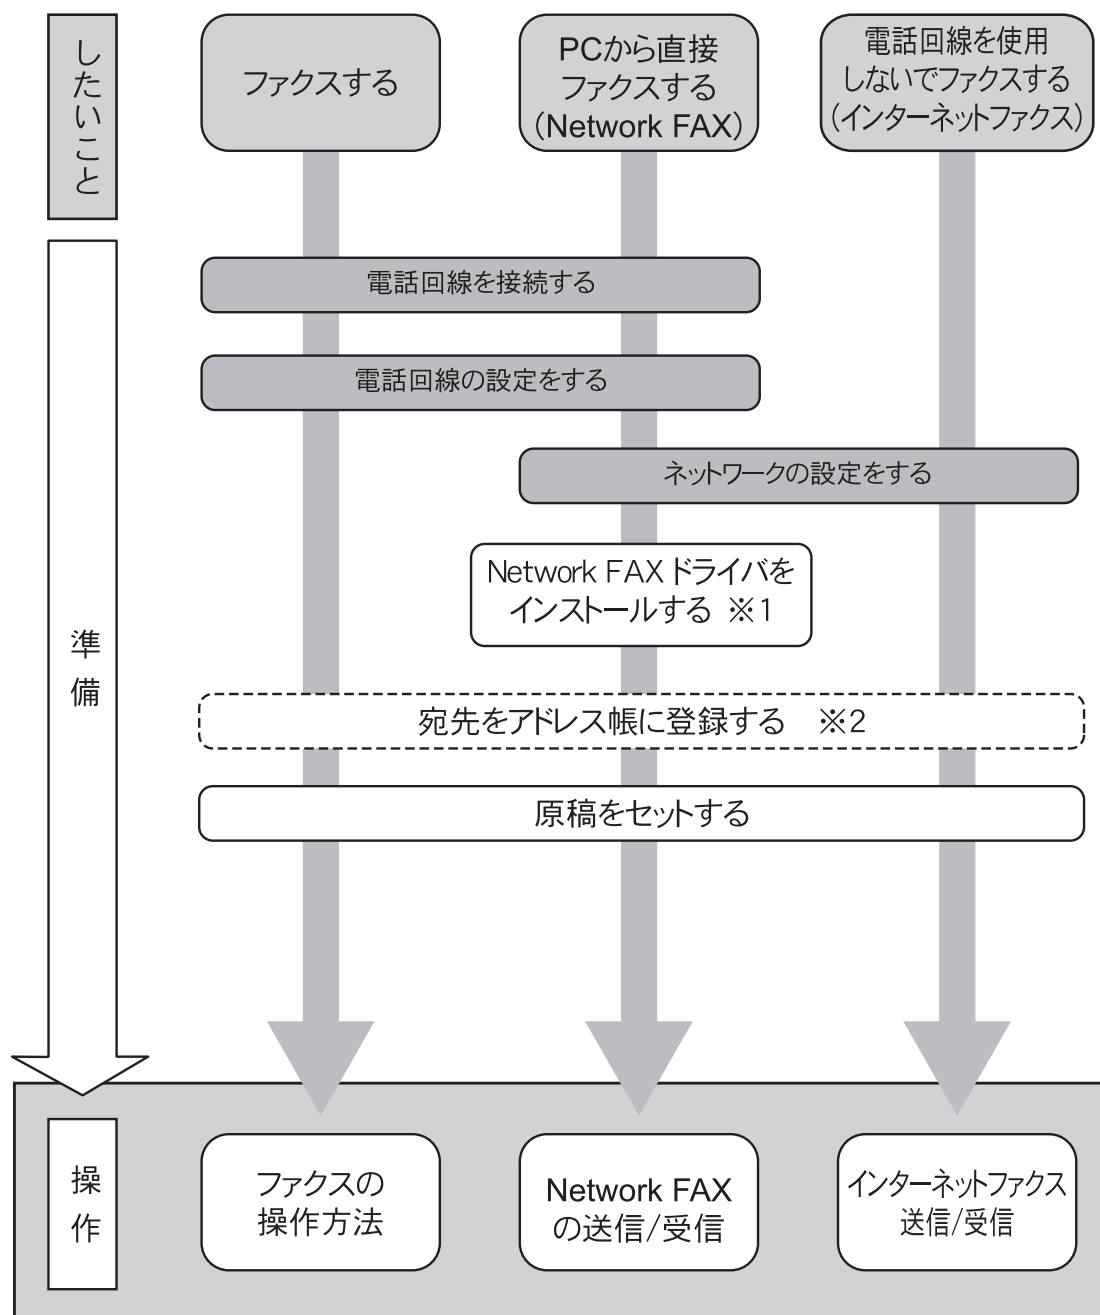 したいこと
ファクスする
PCから直接
ファクスする
(Network FAX)
電話回線を使用
しないでファクスする
(インターネットファクス)
電話回線を接続する
電話回線の設定をする
ネットワークの設定をする
Network FAX ドライバを
インストールする ※1
宛先をアドレス帳に登録する ※2
原稿をセットする
準備
操作
ファクスの
操作方法
Network FAX
の送信/受信
インターネットファクス
送信/受信